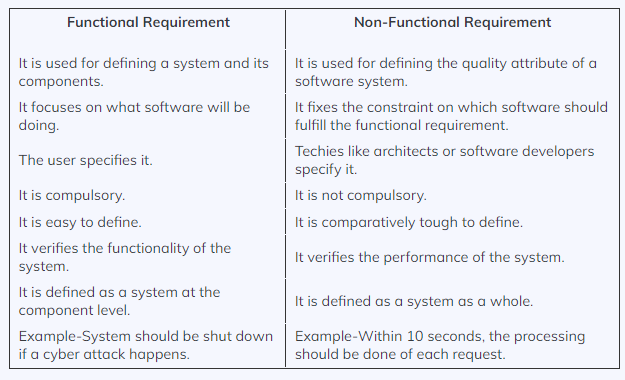 Functional Requirement
Non-Functional Requirement
It is used for defining a system and its
components.
It is used for defining the quality attribute of a
software system.
It focuses on what software will be
doing.
It fixes the constraint on which software should
fulfill the functional requirement.
The user specifies it.
Techies like architects or software developers
specify it.
It is compulsory.
It is not compulsory.
It is easy to define.
It is comparatively tough to define.
It verifies the functionality of the
system.
It verifies the performance of the system.
It is defined as a system at the
component level.
It is defined as a system as a whole.
Example-System should be shut down
if a cyber attack happens.
Example-Within 10 seconds, the processing
should be done of each request.